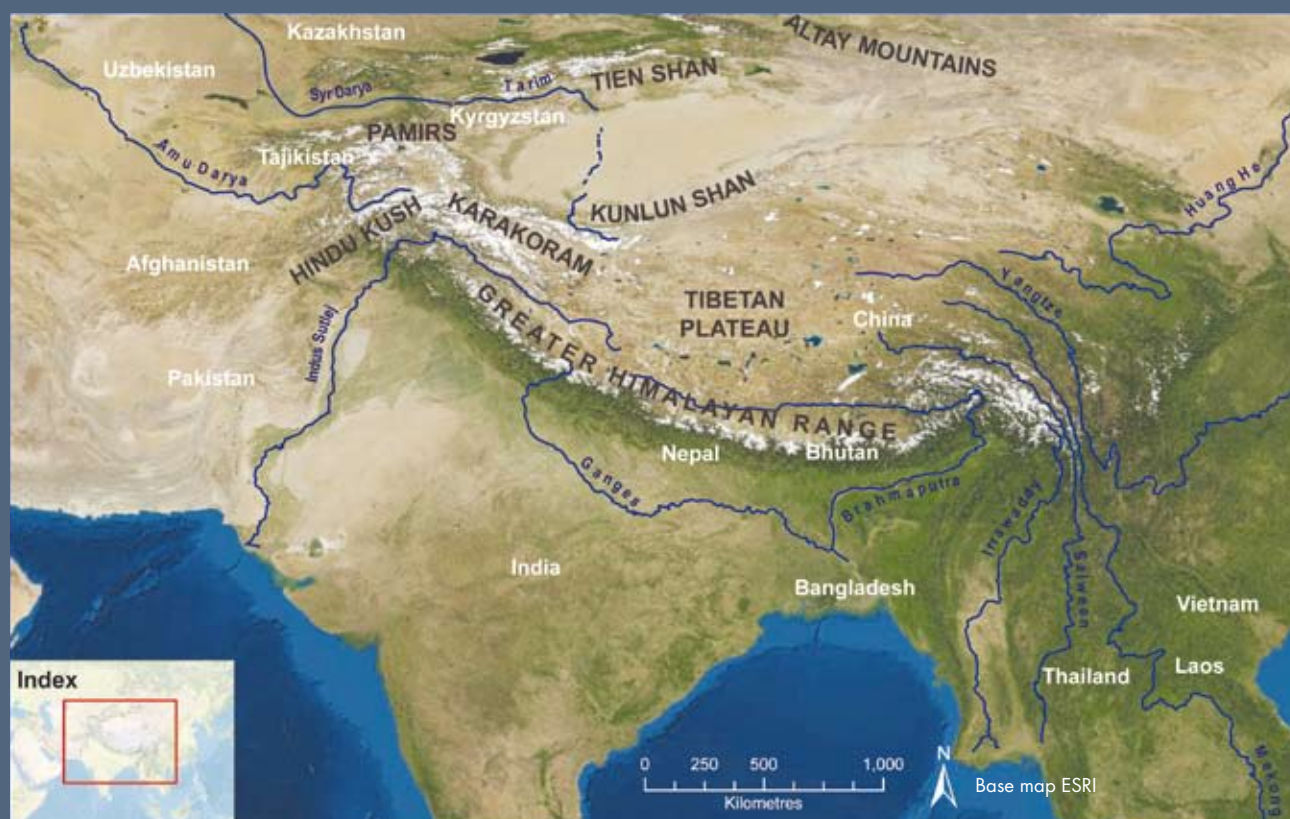 Kazakhstan
ALTAY MOUNTAINS
Uzbekistan
TIEN SHAN
Tarim
Syr Darya
Kyrgyzstan
PAMIRS
Tajikistan
Amu Darya
Huang He
KUNLUN SHAN
KARAKORAM
HINDU KUSH
Afghanistan
Yangtze
TIBETAN
PLATEAU
China
GREATER HIMALAYAN RANGE
Indus Sutlej
Pakistan
Nepal
Bhutan
Ganges
Brahmaputra
Irrawaddy
Salween
India
Bangladesh
Vietnam
Laos
Thailand
Index
Mekong
0 250 500 1,000
Kilometres
N
Base map ESRI